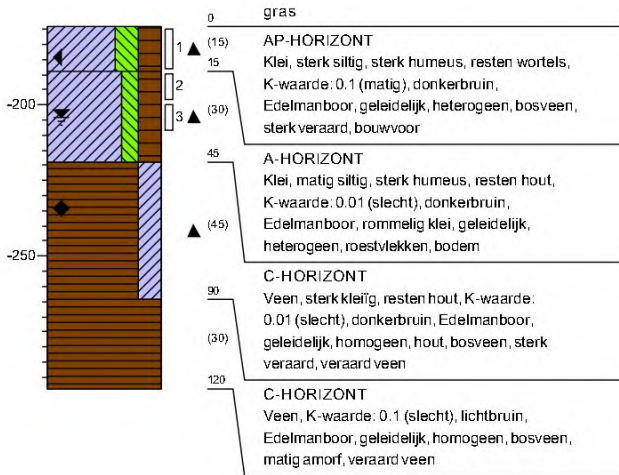 0 gras
1 (15) AP-HORIZONT
15 Klei, sterk siltig, sterk humeus, resten wortels,
2 K-waarde: 0.1 (matig), donkerbruin,
-200 3 (30) Edelmanboor, geleidelijk, heterogeen, bosveen,
sterk veraard, bouwvoor
45 A-HORIZONT
Klei, matig siltig, sterk humeus, resten hout,
K-waarde: 0.01 (slecht), donkerbruin,
(45) Edelmanboor, rommelig klei, geleidelijk,
-250 heterogeen, roestvlekken, bodem
C-HORIZONT
90 Veen, sterk kleiïg, resten hout, K-waarde:
0.01 (slecht), donkerbruin, Edelmanboor,
(30) geleidelijk, homogeen, hout, bosveen, sterk
veraard, veraard veen
120 C-HORIZONT
Veen, K-waarde: 0.1 (slecht), lichtbruin,
Edelmanboor, geleidelijk, homogeen, bosveen,
matig amorf, veraard veen